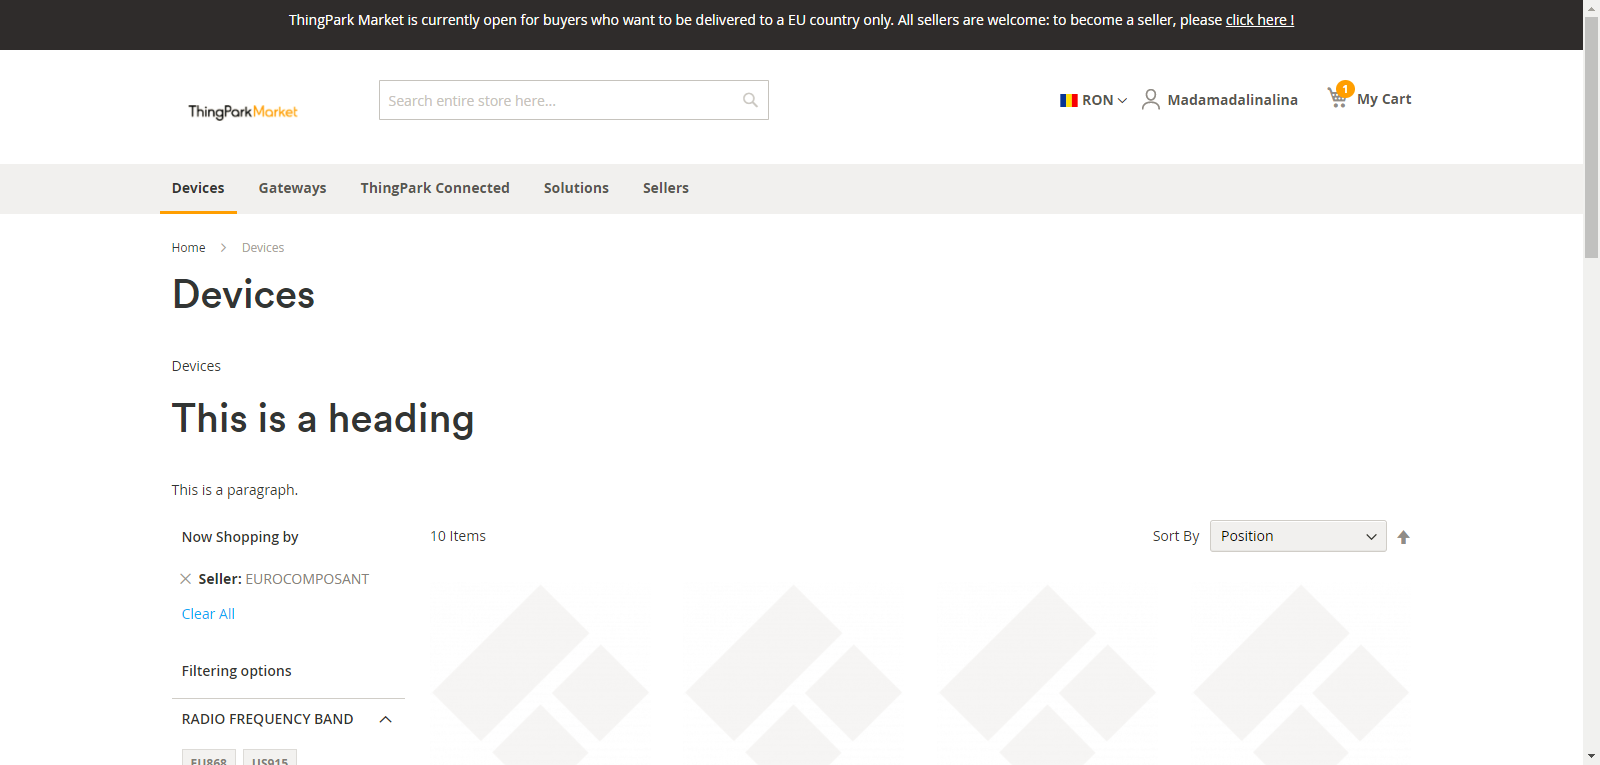 ThingPark Market is currently open for buyers who want to be delivered to a EU country only. All sellers are welcome: to become a seller, please click here !
ThingParkMarket
Search entire store here...
RON
Madamadalinalina
1
My Cart
Devices
Gateways
ThingPark Connected
Solutions
Sellers
Home
Devices
Devices
Devices
This is a heading
This is a paragraph.
Now Shopping by
10 Items
Sort By
Position
Seller: EUROCOMPOSANT
Clear All
Filtering options
RADIO FREQUENCY BAND
EU868
US915